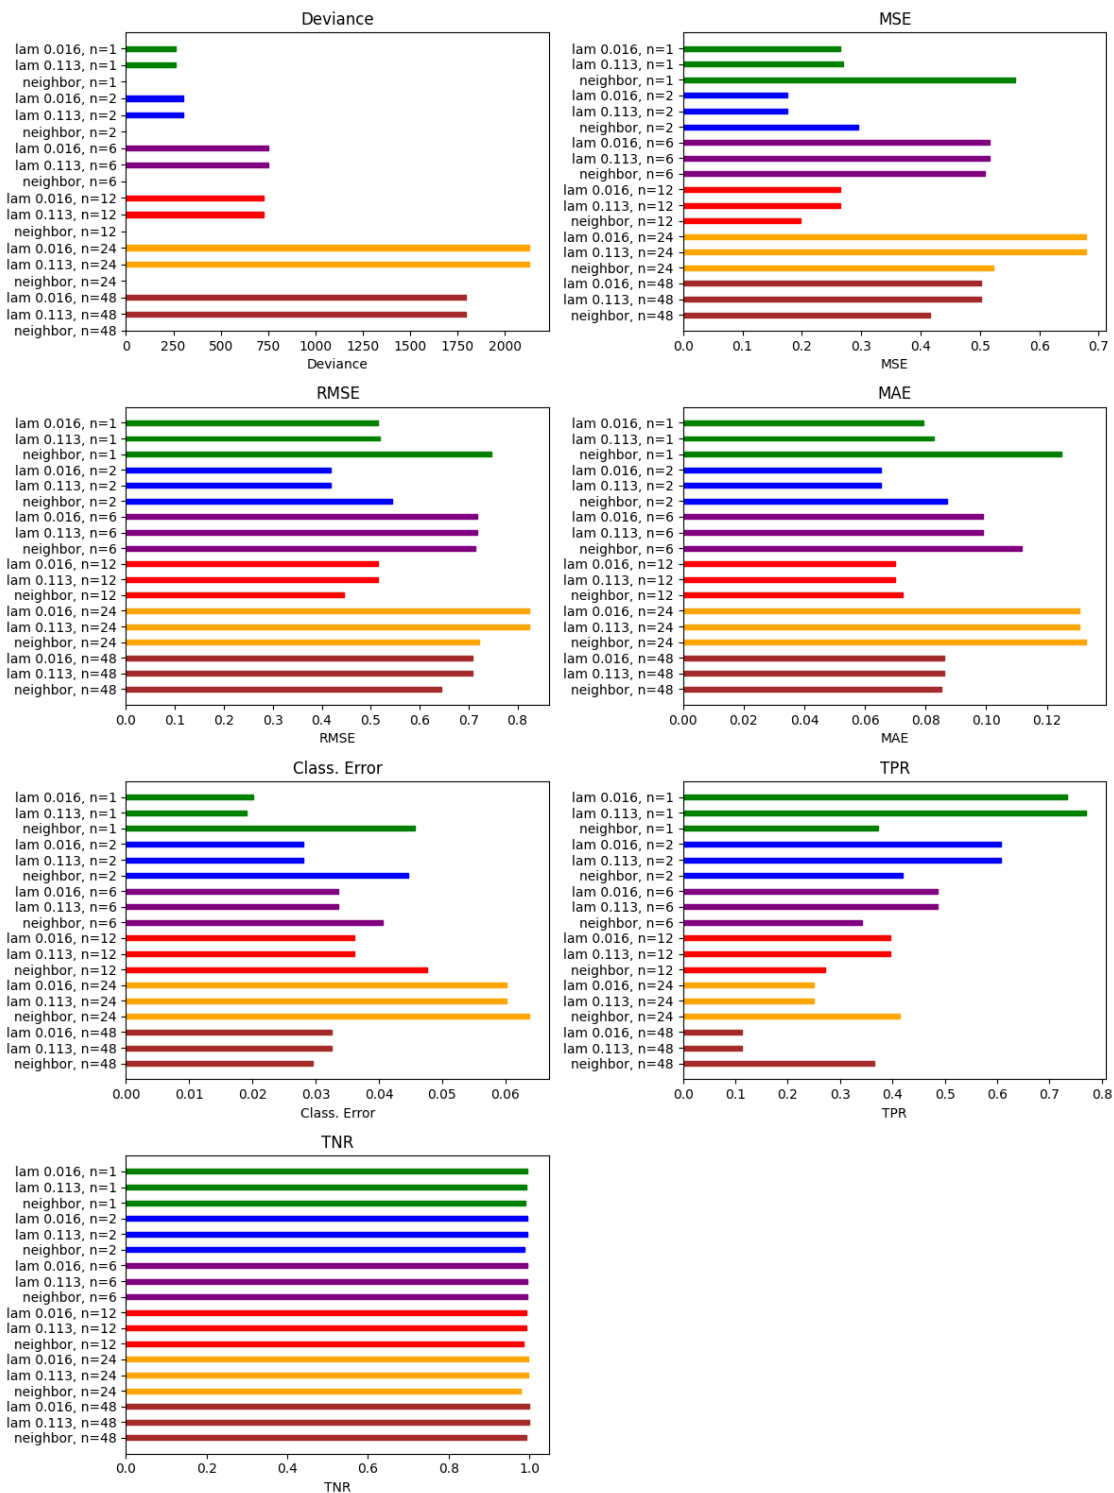 Deviance
lam 0.016, n=1
lam 0.113, n=1
neighbor, n=1
lam 0.016, n=2
lam 0.113, n=2
neighbor, n=2
lam 0.016, n=6
lam 0.113, n=6
neighbor, n=6
lam 0.016, n=12
lam 0.113, n=12
neighbor, n=12
lam 0.016, n=24
lam 0.113, n=24
neighbor, n=24
lam 0.016, n=48
lam 0.113, n=48
neighbor, n=48
0 250 500 750 1000 1250 1500 1750 2000
Deviance
MSE
lam 0.016, n=1
lam 0.113, n=1
neighbor, n=1
lam 0.016, n=2
lam 0.113, n=2
neighbor, n=2
lam 0.016, n=6
lam 0.113, n=6
neighbor, n=6
lam 0.016, n=12
lam 0.113, n=12
neighbor, n=12
lam 0.016, n=24
lam 0.113, n=24
neighbor, n=24
lam 0.016, n=48
lam 0.113, n=48
neighbor, n=48
0.0 0.1 0.2 0.3 0.4 0.5 0.6 0.7
MSE
RMSE
lam 0.016, n=1
lam 0.113, n=1
neighbor, n=1
lam 0.016, n=2
lam 0.113, n=2
neighbor, n=2
lam 0.016, n=6
lam 0.113, n=6
neighbor, n=6
lam 0.016, n=12
lam 0.113, n=12
neighbor, n=12
lam 0.016, n=24
lam 0.113, n=24
neighbor, n=24
lam 0.016, n=48
lam 0.113, n=48
neighbor, n=48
0.0 0.1 0.2 0.3 0.4 0.5 0.6 0.7 0.8
RMSE
MAE
lam 0.016, n=1
lam 0.113, n=1
neighbor, n=1
lam 0.016, n=2
lam 0.113, n=2
neighbor, n=2
lam 0.016, n=6
lam 0.113, n=6
neighbor, n=6
lam 0.016, n=12
lam 0.113, n=12
neighbor, n=12
lam 0.016, n=24
lam 0.113, n=24
neighbor, n=24
lam 0.016, n=48
lam 0.113, n=48
neighbor, n=48
0.00 0.02 0.04 0.06 0.08 0.10 0.12
MAE
Class. Error
lam 0.016, n=1
lam 0.113, n=1
neighbor, n=1
lam 0.016, n=2
lam 0.113, n=2
neighbor, n=2
lam 0.016, n=6
lam 0.113, n=6
neighbor, n=6
lam 0.016, n=12
lam 0.113, n=12
neighbor, n=12
lam 0.016, n=24
lam 0.113, n=24
neighbor, n=24
lam 0.016, n=48
lam 0.113, n=48
neighbor, n=48
0.00 0.01 0.02 0.03 0.04 0.05 0.06
Class. Error
TPR
lam 0.016, n=1
lam 0.113, n=1
neighbor, n=1
lam 0.016, n=2
lam 0.113, n=2
neighbor, n=2
lam 0.016, n=6
lam 0.113, n=6
neighbor, n=6
lam 0.016, n=12
lam 0.113, n=12
neighbor, n=12
lam 0.016, n=24
lam 0.113, n=24
neighbor, n=24
lam 0.016, n=48
lam 0.113, n=48
neighbor, n=48
0.0 0.1 0.2 0.3 0.4 0.5 0.6 0.7 0.8
TPR
TNR
lam 0.016, n=1
lam 0.113, n=1
neighbor, n=1
lam 0.016, n=2
lam 0.113, n=2
neighbor, n=2
lam 0.016, n=6
lam 0.113, n=6
neighbor, n=6
lam 0.016, n=12
lam 0.113, n=12
neighbor, n=12
lam 0.016, n=24
lam 0.113, n=24
neighbor, n=24
lam 0.016, n=48
lam 0.113, n=48
neighbor, n=48
0.0 0.2 0.4 0.6 0.8 1.0
TNR